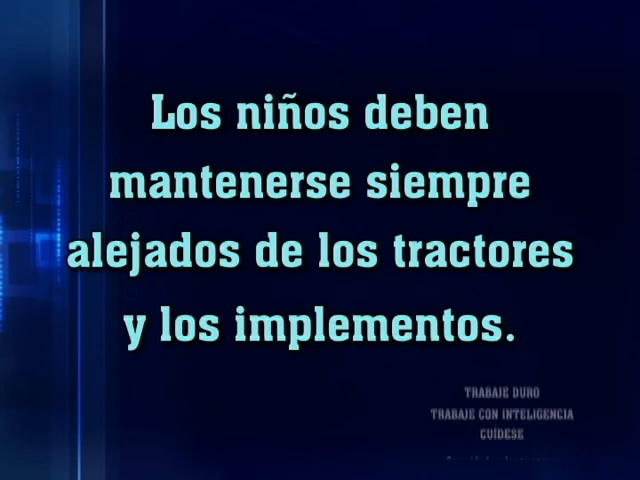 Los niños deben
mantenerse siempre
alejados de los tractores
y los implementos.
TRABAJE DURO
TRABAJE CON INTELIGENCIA
CUÍDESE